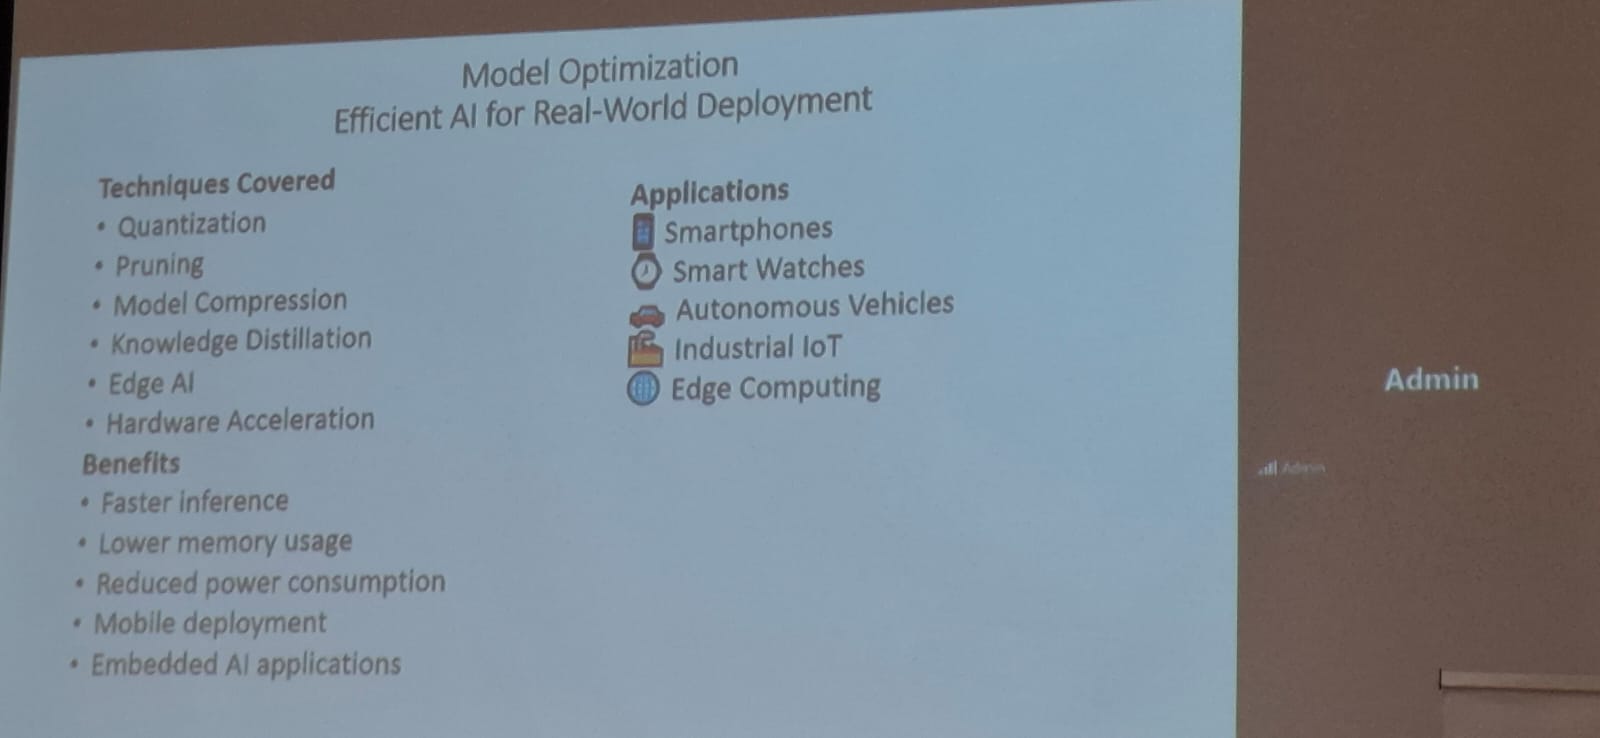 Model Optimization
Efficient AI for Real-World Deployment
Techniques Covered
• Quantization
• Pruning
• Model Compression
• Knowledge Distillation
• Edge AI
• Hardware Acceleration
Benefits
• Faster inference
• Lower memory usage
• Reduced power consumption
• Mobile deployment
• Embedded AI applications
Applications
Smartphones
Smart Watches
Autonomous Vehicles
Industrial IoT
Edge Computing
Admin
Admin